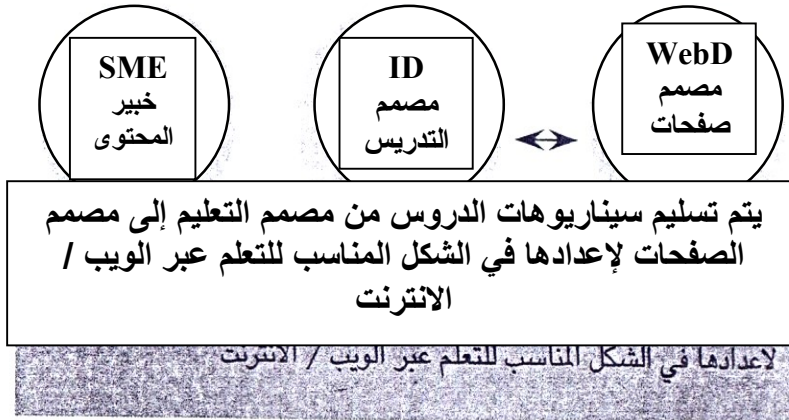 SME
خبير
المحتوى
ID
مصمم
التدريس
WebD
مصمم
صفحات
يتم تسليم سيناريوهات الدروس من مصمم التعليم إلى مصمم
الصفحات لإعدادها في الشكل المناسب للتعلم عبر الويب /
الانترنت
لاعدادها في الشكل المناسب للتعلم عبر الويب / الانترنت